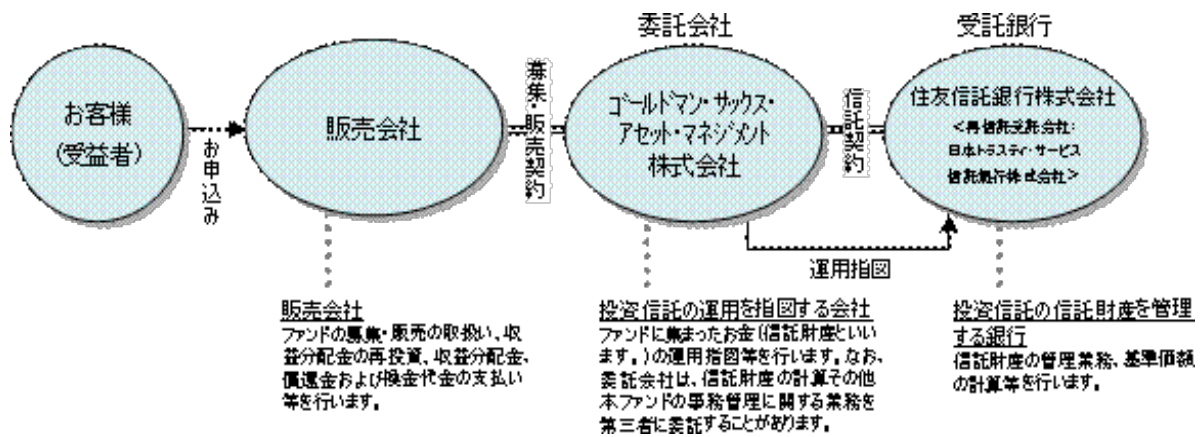 委託会社
受託銀行
お客様
(受益者)
お申込み
販売会社
募集・販売契約
ゴールドマン・サックス・
アセット・マネジメント
株式会社
信託契約
住友信託銀行株式会社
<再信託受託会社:
日本トラスティ・サービス
信託銀行株式会社>
運用指図
販売会社
ファンドの募集・販売の取扱い、収
益分配金の再投資、収益分配金、
償還金および換金代金の支払い
等を行います。
投資信託の運用を指図する会社
ファンドに集まったお金(信託財産といい
ます。)の運用指図等を行います。なお、
委託会社は、信託財産の計算その他
本ファンドの事務管理に関する業務を
第三者に委託することがあります。
投資信託の信託財産を管理
する銀行
信託財産の管理業務、基準価額
の計算等を行います。